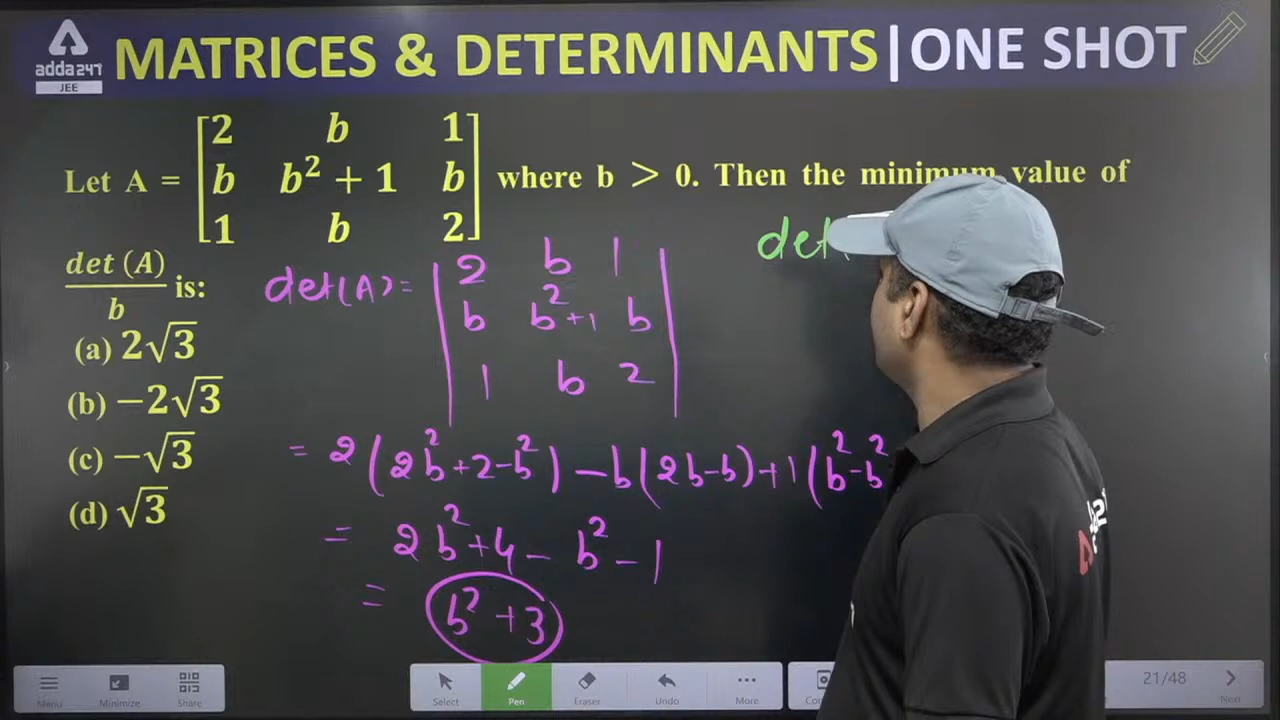 adda247
JEE
MATRICES & DETERMINANTS | ONE SHOT
Let A = [2 b 1
b b² + 1 b
1 b 2] where b > 0. Then the minimum value of
det (A)/b is:
(a) 2√3
(b) −2√3
(c) −√3
(d) √3
det(A) = | 2 b 1
b b²+1 b
1 b 2 |
= 2(2b²+2-b²) - b(2b-b) + 1(b²-b²
= 2b²+4 - b² - 1
= b²+3
det
Menu Minimize Share Select Pen Eraser Undo More 21/48 Next